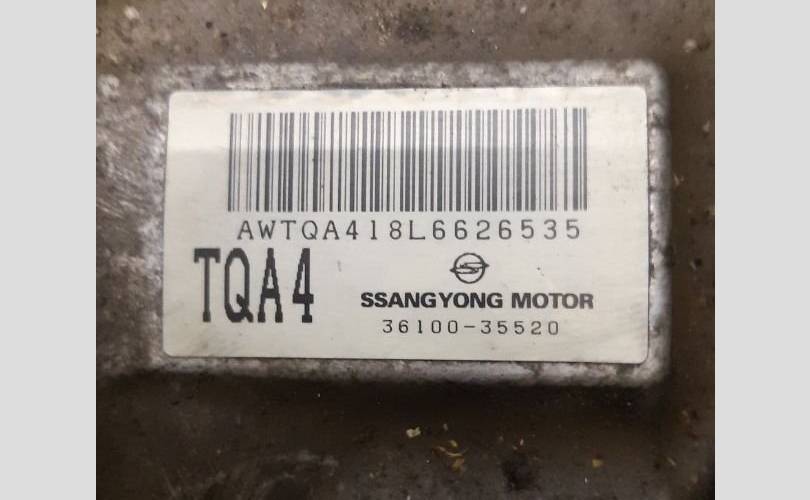 AWTQA418L6626535
TQA4
SSANGYONG MOTOR
36100-35520